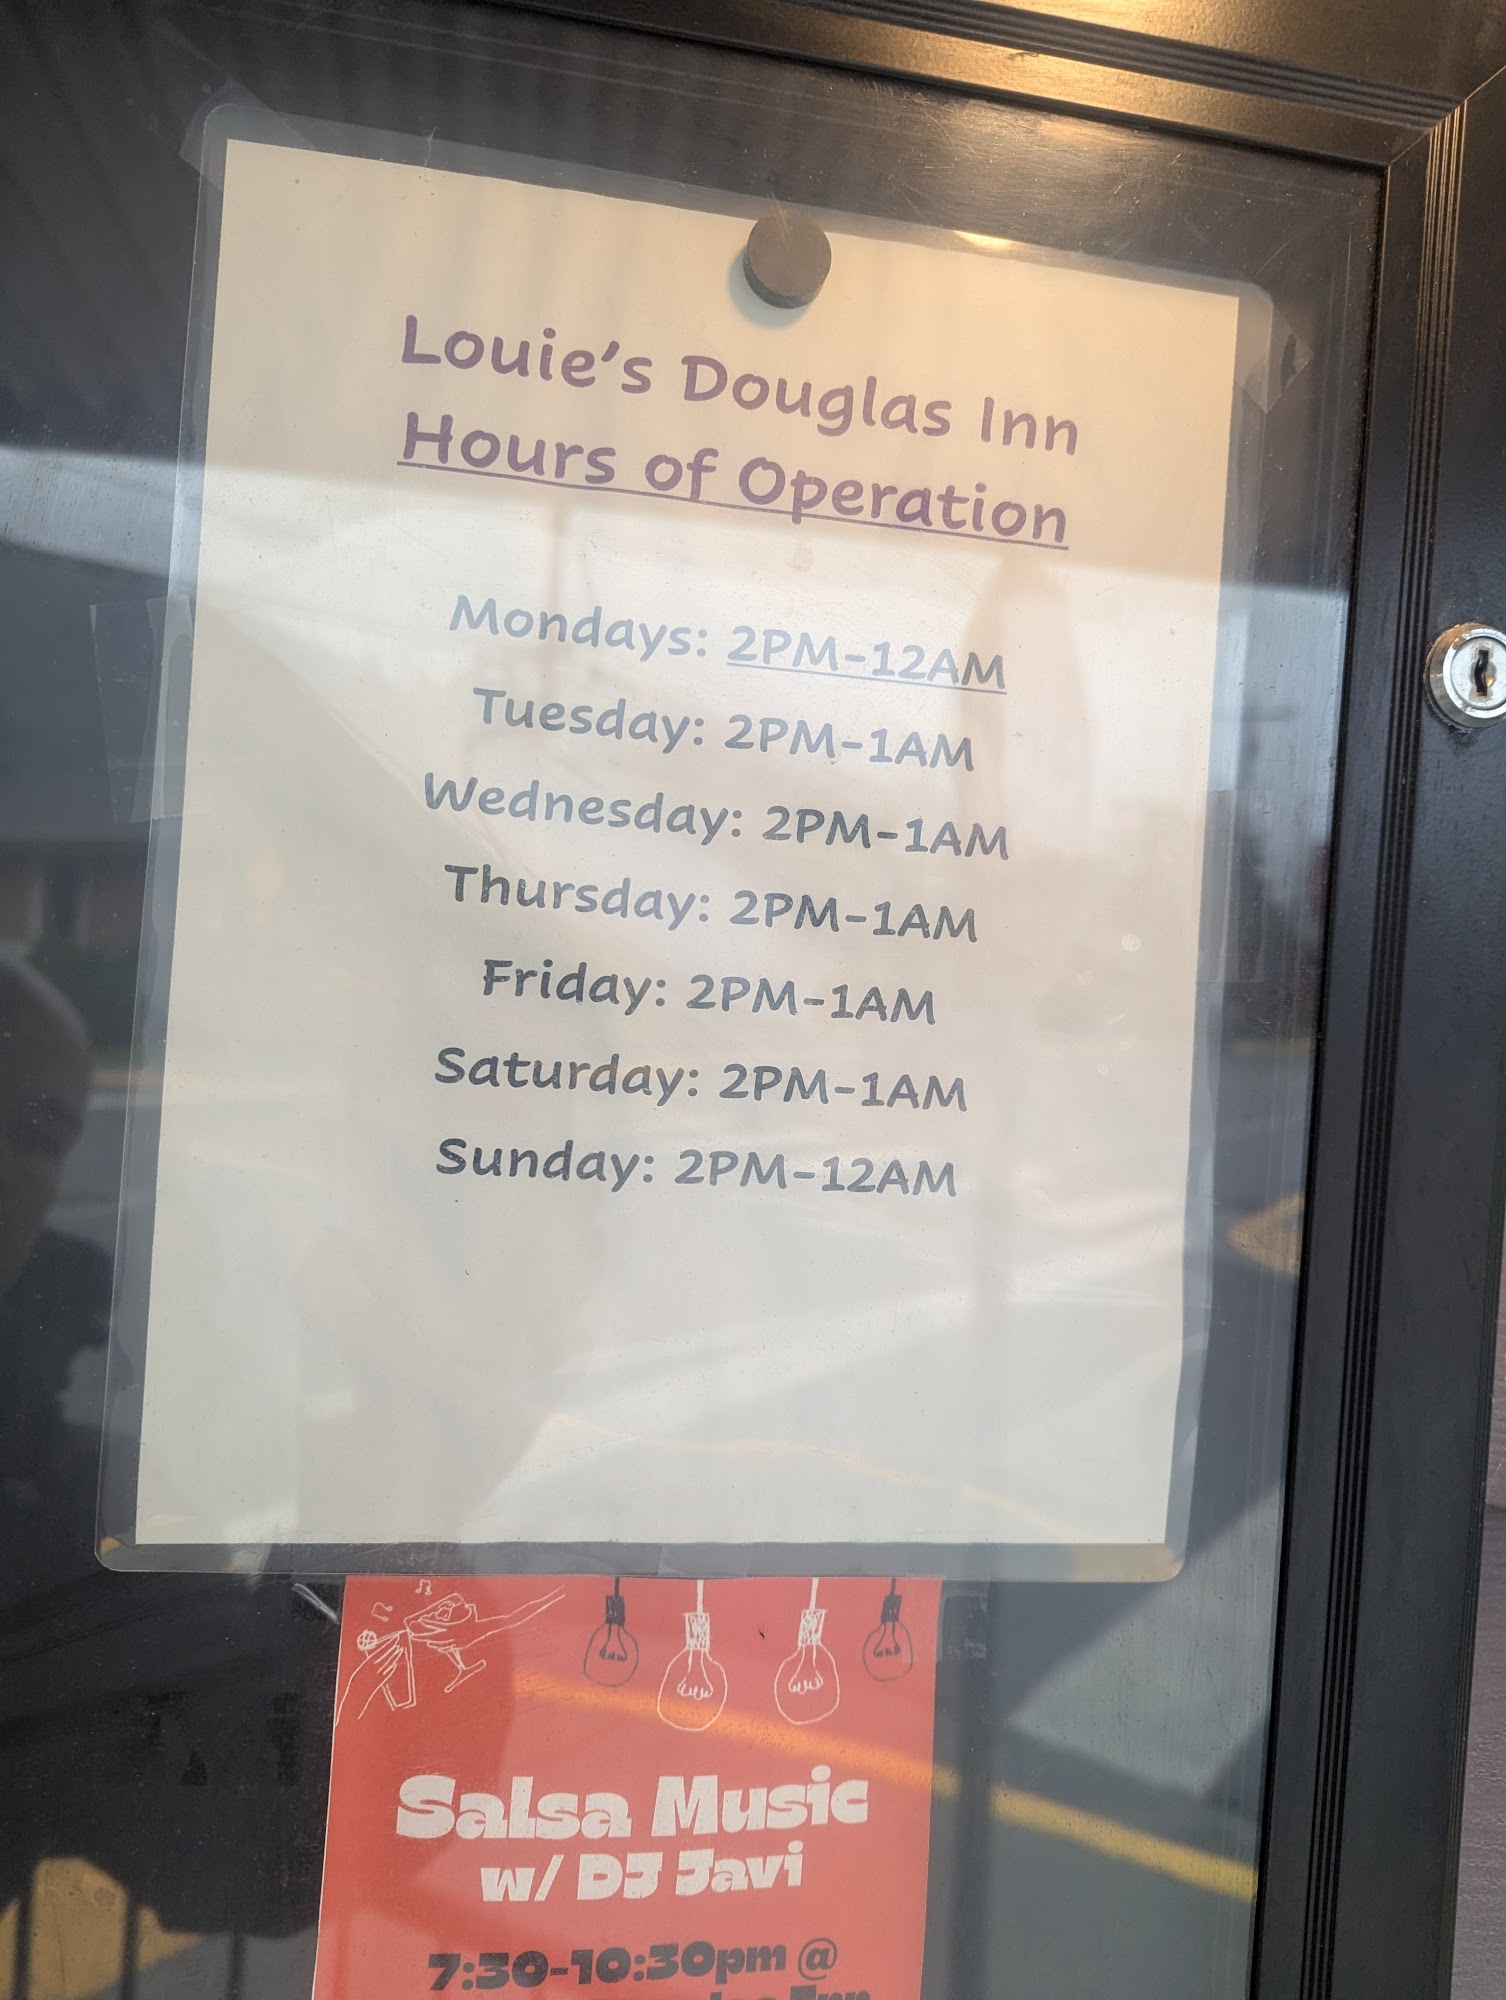 Louie's Douglas Inn
Hours of Operation
Mondays: 2PM-12AM
Tuesday: 2PM-1AM
Wednesday: 2PM-1AM
Thursday: 2PM-1AM
Friday: 2PM-1AM
Saturday: 2PM-1AM
Sunday: 2PM-12AM
Salsa Music
w/ DJ Javi
7:30-10:30pm @
Inn